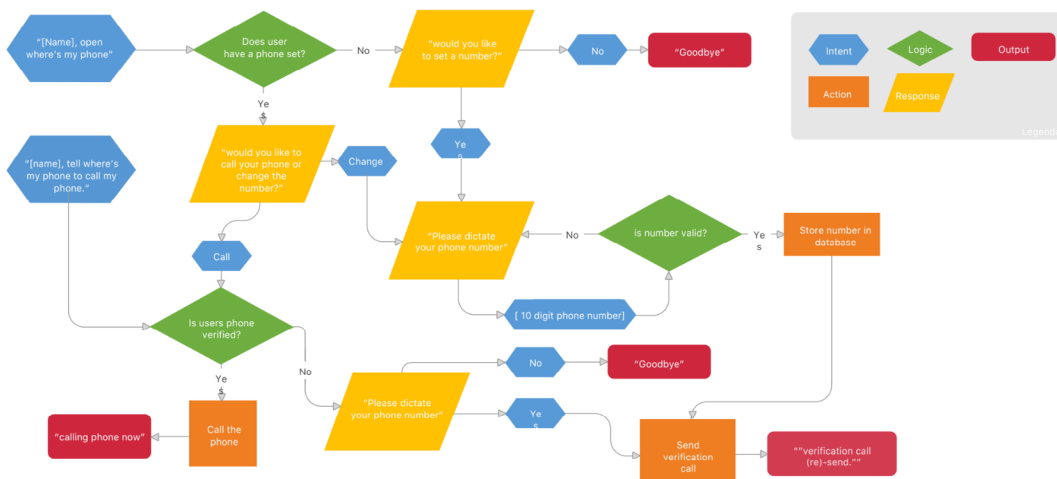 “[Name], open
where's my phone”
Does user
have a phone set?
No
“would you like
to set a number?”
No
“Goodbye”
Intent
Logic
Output
Action
Response
Legend
Ye
s
“[name], tell where's
my phone to call my
phone.”
“would you like to
call your phone or
change the
number?”
Change
Ye
s
“Please dictate
your phone number”
No
is number valid?
Ye
s
Store number in
database
Call
[ 10 digit phone number]
Is users phone
verified?
No
Ye
s
“Please dictate
your phone number”
No
“Goodbye”
Ye
s
“calling phone now”
Call the
phone
Send
verification
call
““verification call
(re)-send.””